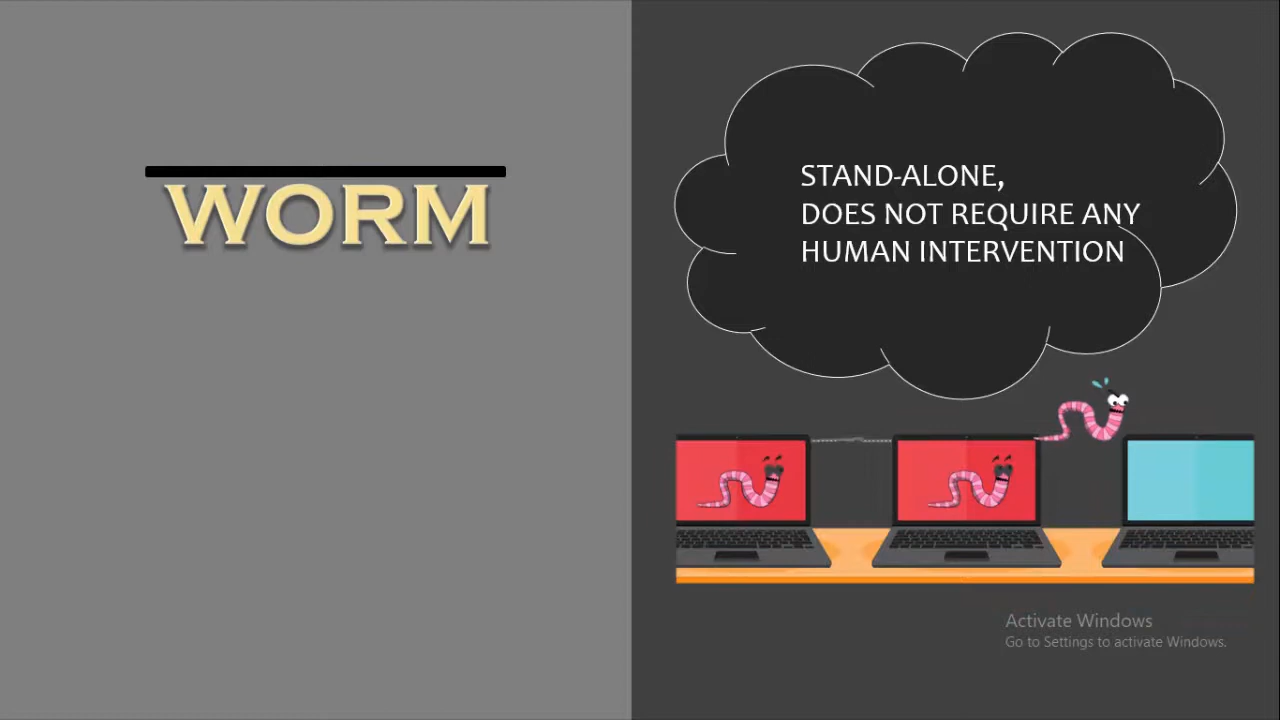 WORM
STAND-ALONE,
DOES NOT REQUIRE ANY
HUMAN INTERVENTION
Activate Windows
Go to Settings to activate Windows.